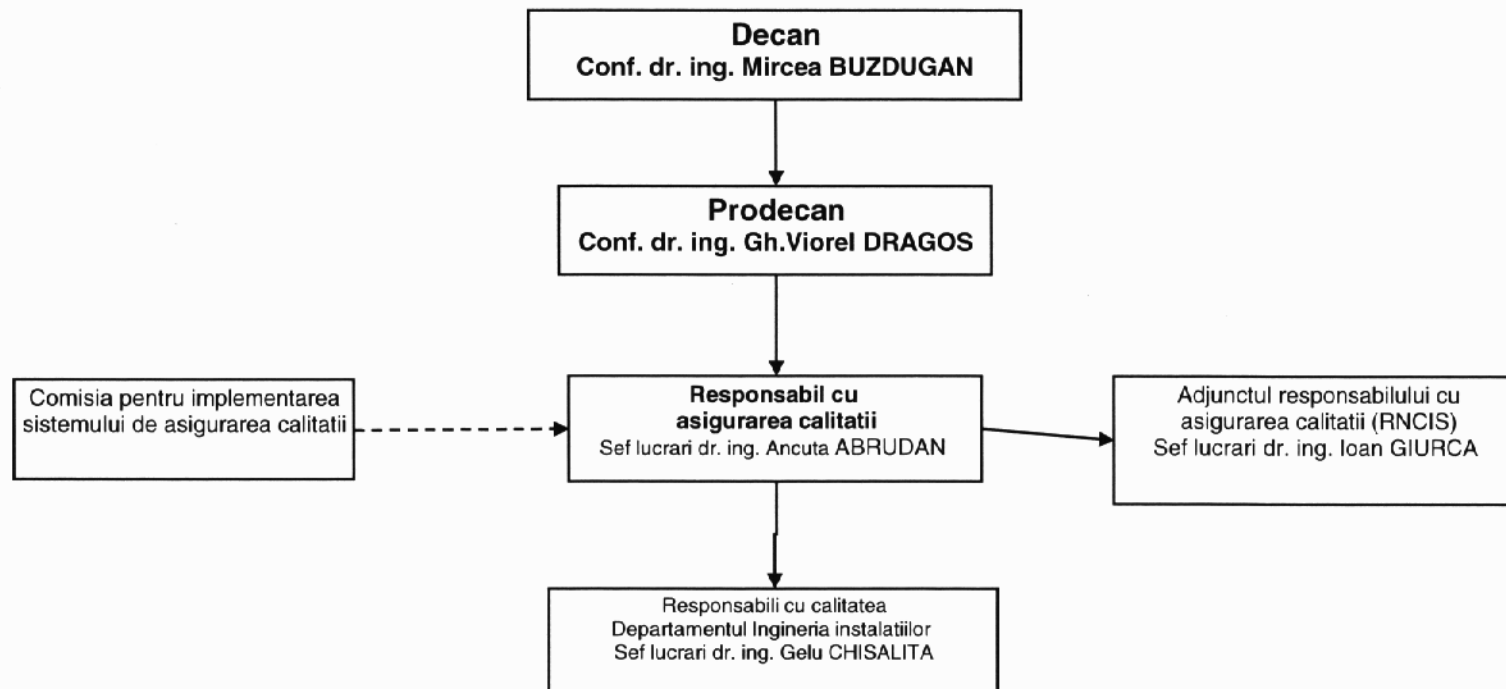 Decan
Conf. dr. ing. Mircea BUZDUGAN
Prodecan
Conf. dr. ing. Gh.Viorel DRAGOS
Comisia pentru implementarea
sistemului de asigurarea calitatii
Responsabil cu
asigurarea calitatii
Sef lucrari dr. ing. Ancuta ABRUDAN
Adjunctul responsabilului cu
asigurarea calitatii (RNCIS)
Sef lucrari dr. ing. Ioan GIURCA
Responsabili cu calitatea
Departamentul Ingineria instalatiilor
Sef lucrari dr. ing. Gelu CHISALITA